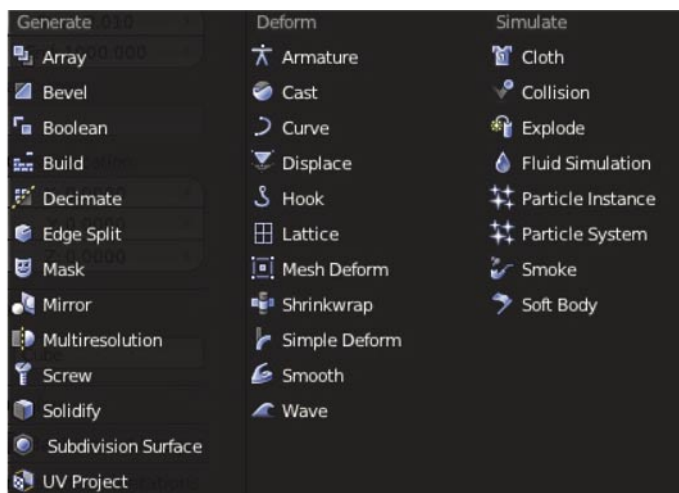 Generate
Array
Bevel
Boolean
Build
Decimate
Edge Split
Mask
Mirror
Multiresolution
Screw
Solidify
Subdivision Surface
UV Project
Deform
Armature
Cast
Curve
Displace
Hook
Lattice
Mesh Deform
Shrinkwrap
Simple Deform
Smooth
Wave
Simulate
Cloth
Collision
Explode
Fluid Simulation
Particle Instance
Particle System
Smoke
Soft Body